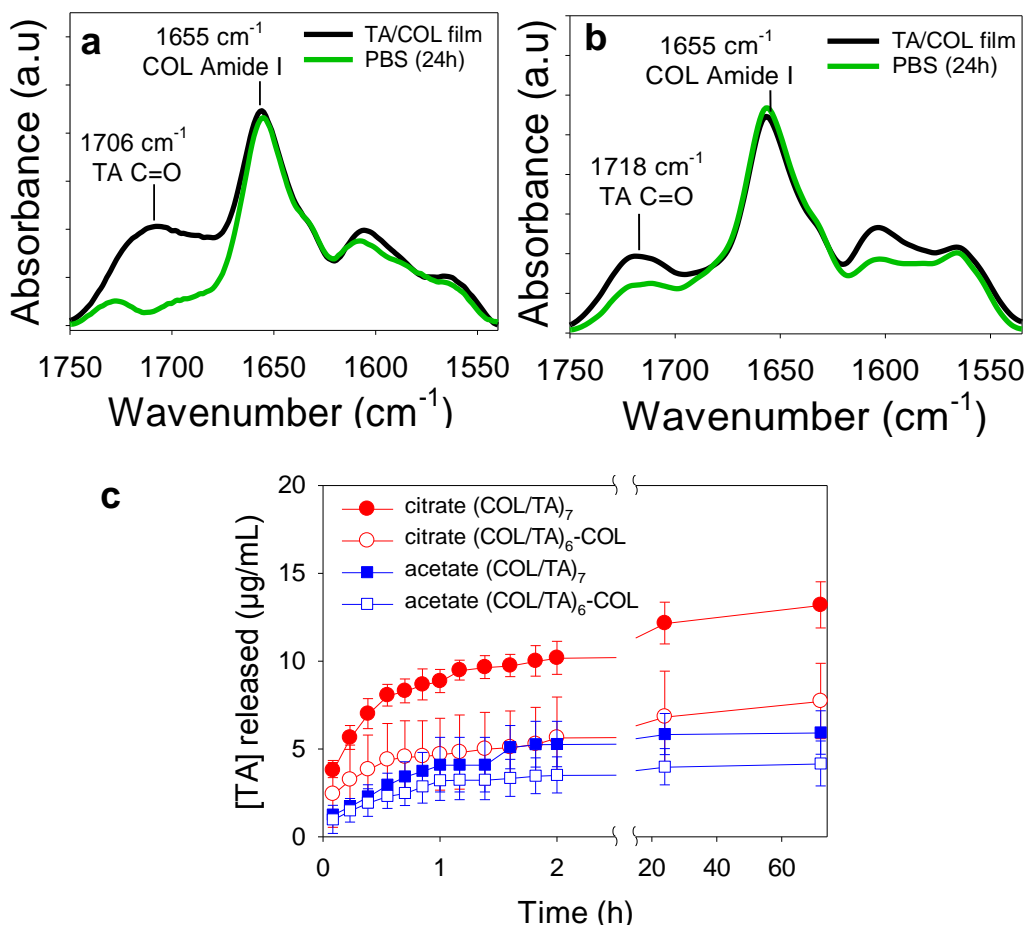 a
1655 cm⁻¹
COL Amide I
TA/COL film
PBS (24h)
1706 cm⁻¹
TA C=O
Absorbance (a.u)
1750 1700 1650 1600 1550
Wavenumber (cm⁻¹)
b
1655 cm⁻¹
COL Amide I
TA/COL film
PBS (24h)
1718 cm⁻¹
TA C=O
Absorbance (a.u)
1750 1700 1650 1600 1550
Wavenumber (cm⁻¹)
c
citrate (COL/TA)₇
citrate (COL/TA)₆-COL
acetate (COL/TA)₇
acetate (COL/TA)₆-COL
[TA] released (µg/mL)
20
15
10
5
0
0 1 2 20 40 60
Time (h)